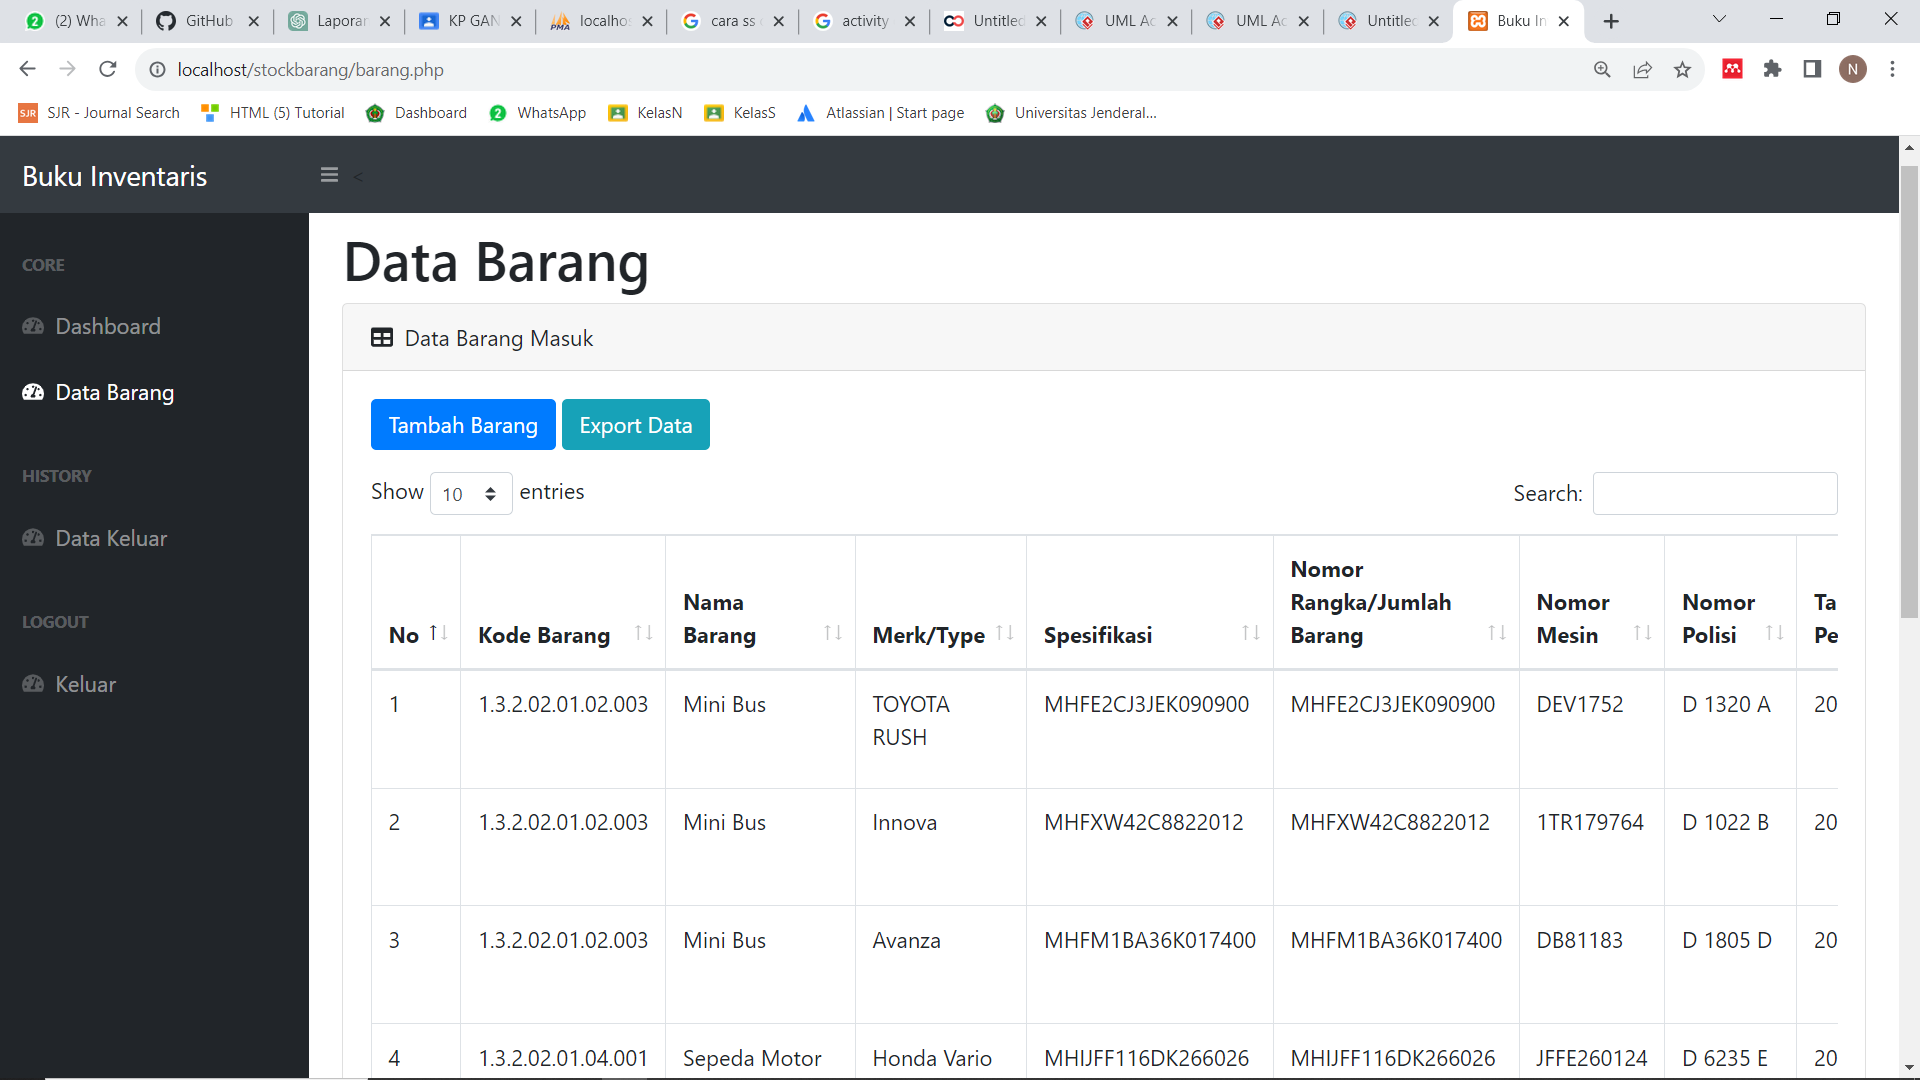 (2) Wha
GitHub
Laporan
KP GAN
localhos
cara ss
activity
Untitled
UML Ac
UML Ac
Untitled
Buku In
localhost/stockbarang/barang.php
N
SJR - Journal Search
HTML (5) Tutorial
Dashboard
WhatsApp
KelasN
KelasS
Atlassian | Start page
Universitas Jenderal...
Buku Inventaris
<
CORE
Dashboard
Data Barang
HISTORY
Data Keluar
LOGOUT
Keluar
Data Barang
Data Barang Masuk
Tambah Barang Export Data
Show 10 entries
Search:
No Kode Barang Nama Barang Merk/Type Spesifikasi Nomor Rangka/Jumlah Barang Nomor Mesin Nomor Polisi Ta Pe
1 1.3.2.02.01.02.003 Mini Bus TOYOTA RUSH MHFE2CJ3JEK090900 MHFE2CJ3JEK090900 DEV1752 D 1320 A 20
2 1.3.2.02.01.02.003 Mini Bus Innova MHFXW42C8822012 MHFXW42C8822012 1TR179764 D 1022 B 20
3 1.3.2.02.01.02.003 Mini Bus Avanza MHFM1BA36K017400 MHFM1BA36K017400 DB81183 D 1805 D 20
4 1.3.2.02.01.04.001 Sepeda Motor Honda Vario MHIJFF116DK266026 MHIJFF116DK266026 JFFE260124 D 6235 E 20